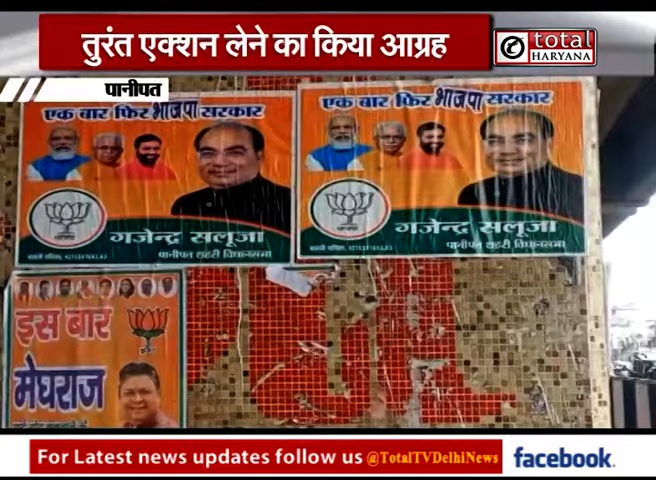 तुरंत एक्शन लेने का किया आग्रह
total
HARYANA
पानीपत
एक बार फिर भाजपा सरकार
गजेन्द्र सलूजा
पानीपत शहरी विधानसभा
एक बार फिर भाजपा सरकार
गजेन्द्र सलूजा
पानीपत शहरी विधानसभा
इस बार
मेघराज
For Latest news updates follow us @TotalTVDelhiNews
facebook.